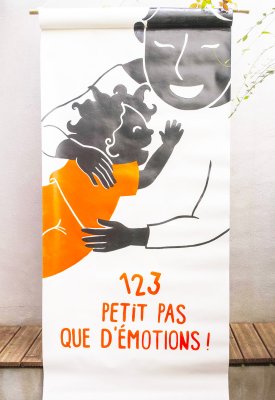 123
PETIT PAS
QUE D'ÉMOTIONS !